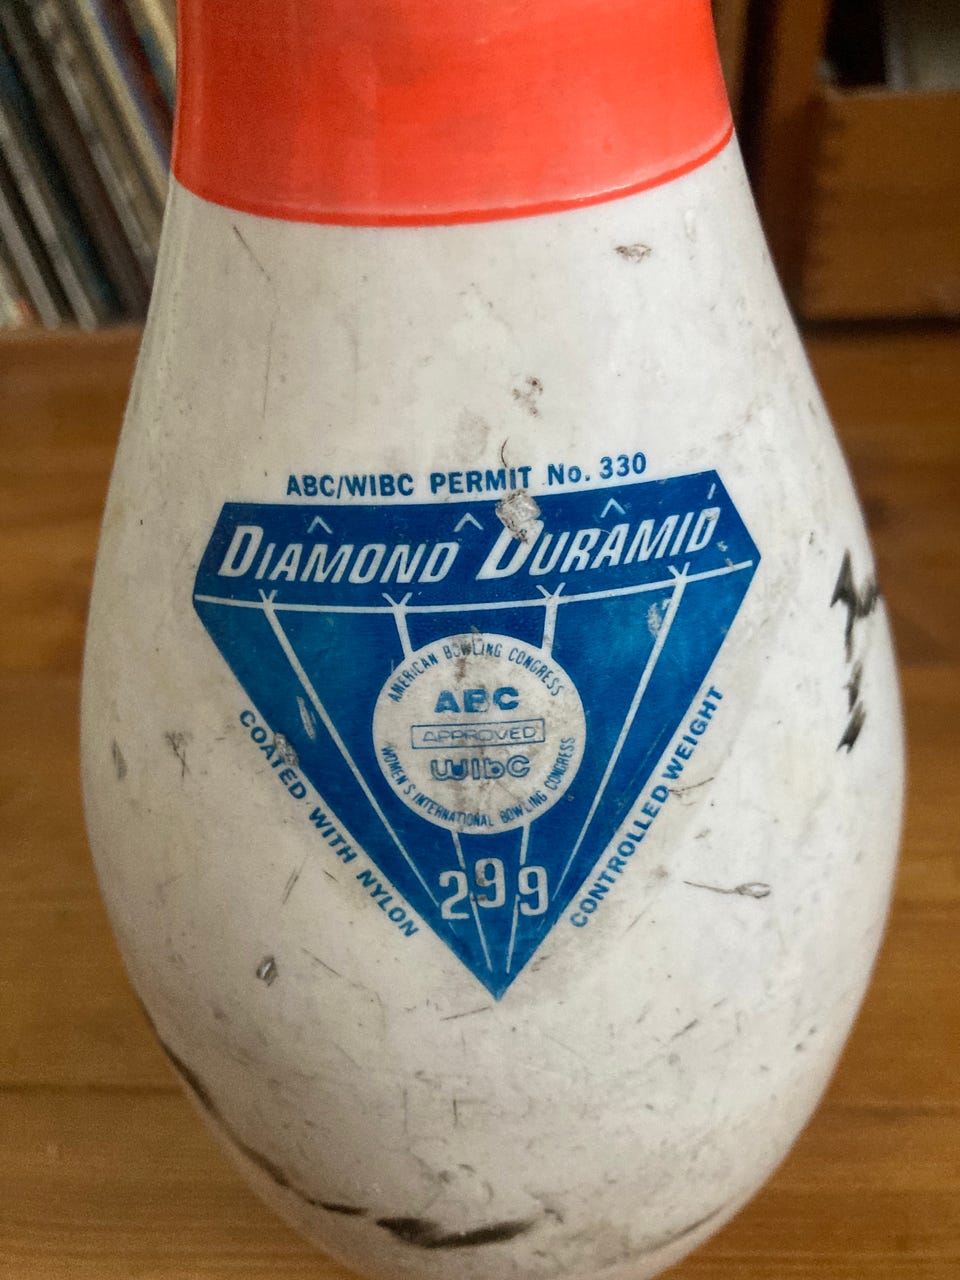 ABC/WIBC PERMIT No. 330
DIAMOND DURAMID
AMERICAN BOWLING CONGRESS
ABC
APPROVED
WIbC
WOMEN'S INTERNATIONAL BOWLING CONGRESS
299
COATED WITH NYLON
CONTROLLED WEIGHT